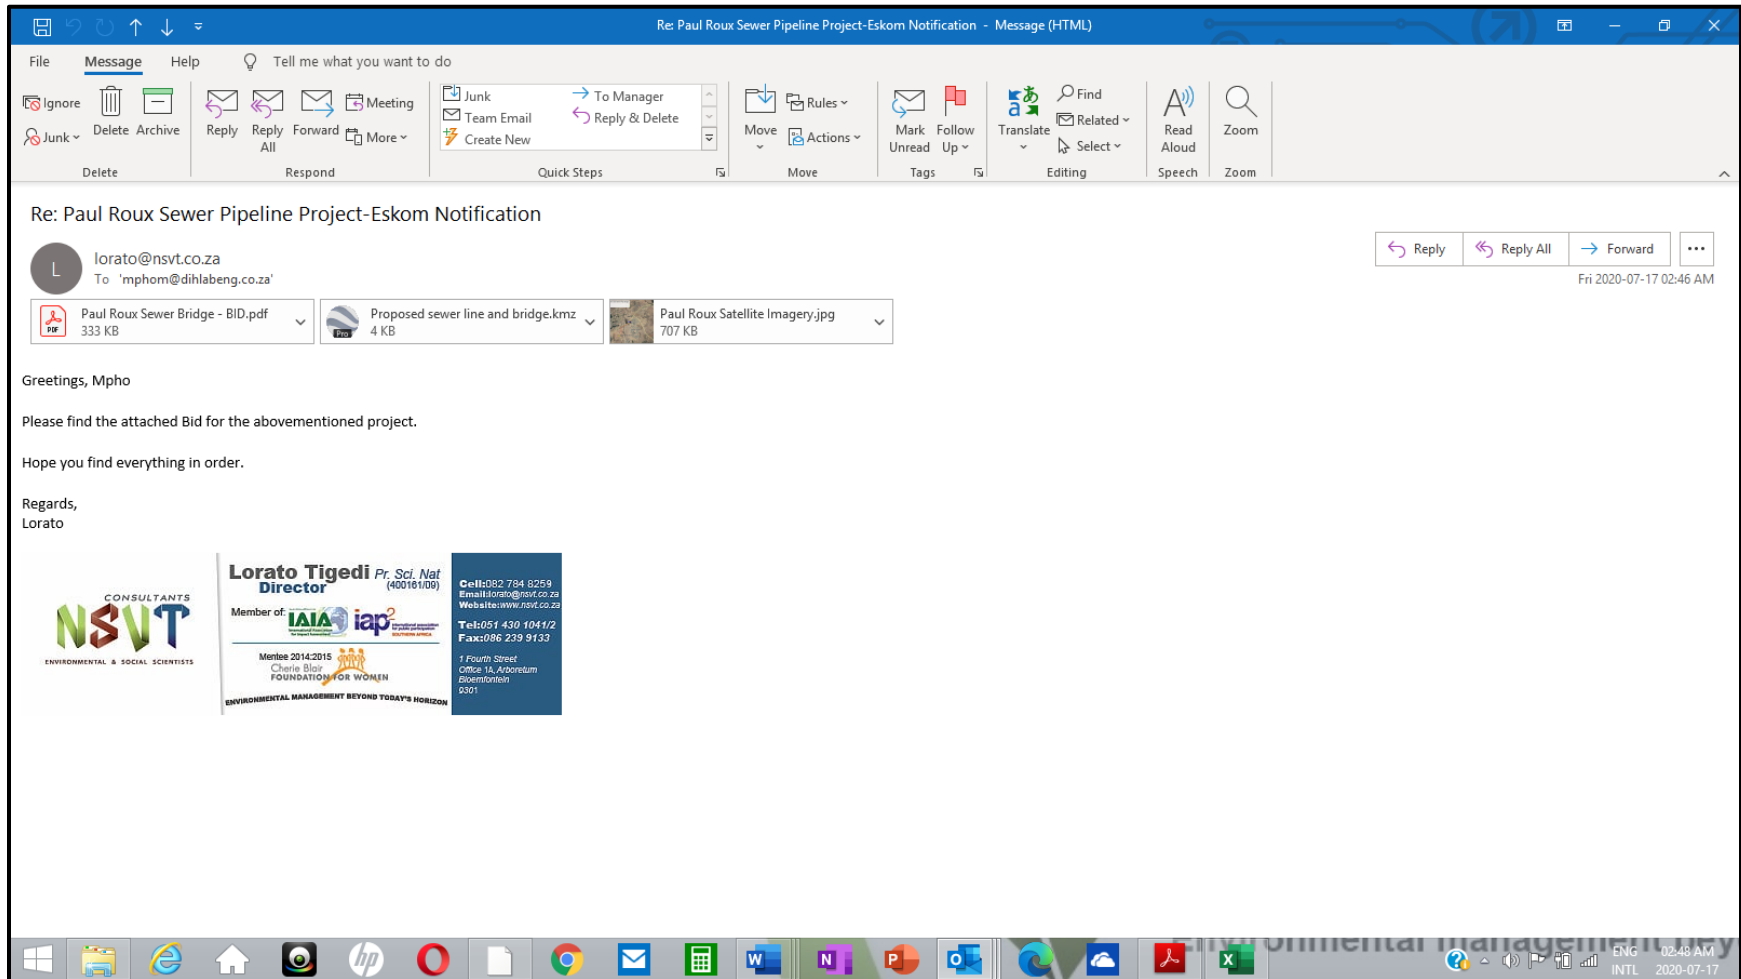 Re: Paul Roux Sewer Pipeline Project-Eskom Notification - Message (HTML)
File Message Help Tell me what you want to do
Ignore
Junk
Delete
Archive
Delete
Reply
Reply All
Forward
Meeting
More
Respond
Junk
Team Email
Create New
To Manager
Reply & Delete
Quick Steps
Move
Rules
Actions
Move
Mark Unread
Follow Up
Tags
Translate
Find
Related
Select
Editing
Read Aloud
Speech
Zoom
Zoom
Re: Paul Roux Sewer Pipeline Project-Eskom Notification
L
lorato@nsvt.co.za
To 'mphom@dihlabeng.co.za'
Reply
Reply All
Forward
Fri 2020-07-17 02:46 AM
PDF
Paul Roux Sewer Bridge - BID.pdf
333 KB
Pro
Proposed sewer line and bridge.kmz
4 KB
Paul Roux Satellite Imagery.jpg
707 KB
Greetings, Mpho
Please find the attached Bid for the abovementioned project.
Hope you find everything in order.
Regards,
Lorato
CONSULTANTS
NSVT
ENVIRONMENTAL & SOCIAL SCIENTISTS
Lorato Tigedi Pr. Sci. Nat
Director (400161/09)
Member of: IAIA iap2
Mentee 2014:2015
Cherie Blair
FOUNDATION FOR WOMEN
ENVIRONMENTAL MANAGEMENT BEYOND TODAY'S HORIZON
Cell:082 784 8259
Email:lorato@nsvt.co.za
Website:www.nsvt.co.za
Tel:051 430 1041/2
Fax:086 239 9133
1 Fourth Street
Office 1A, Arboretum
Bloemfontein
9301
hp
ENG 02:48 AM
INTL 2020-07-17